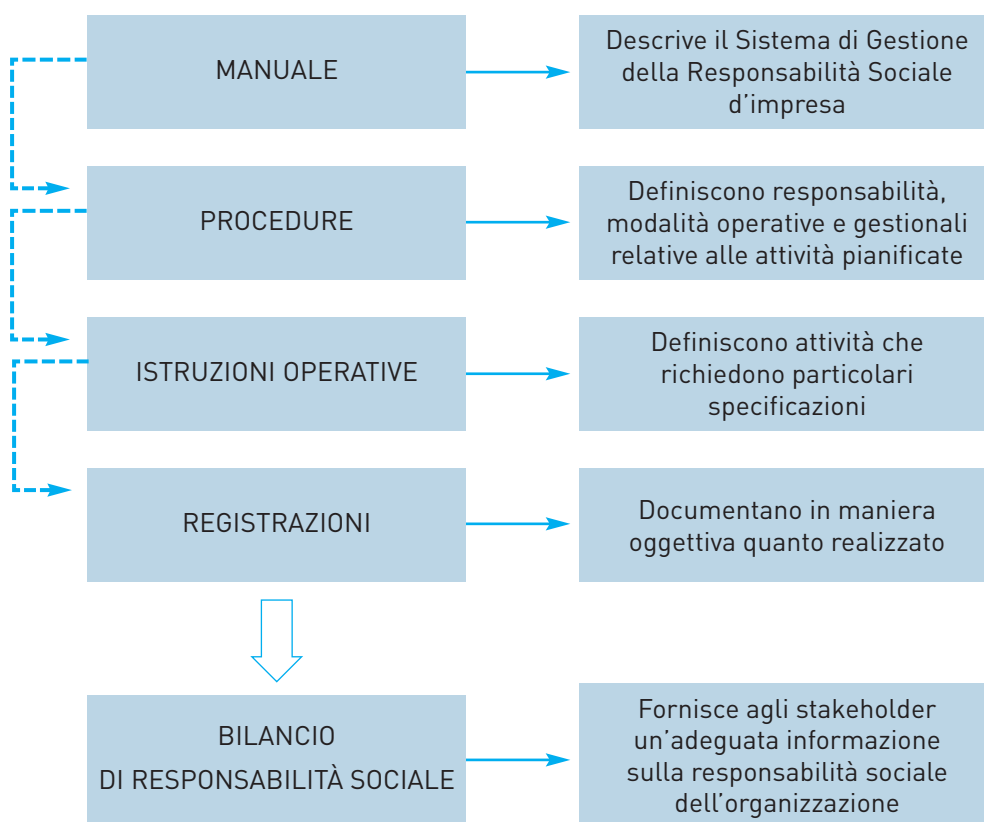 MANUALE
Descrive il Sistema di Gestione
della Responsabilità Sociale
d'impresa
PROCEDURE
Definiscono responsabilità,
modalità operative e gestionali
relative alle attività pianificate
ISTRUZIONI OPERATIVE
Definiscono attività che
richiedono particolari
specificazioni
REGISTRAZIONI
Documentano in maniera
oggettiva quanto realizzato
BILANCIO
DI RESPONSABILITÀ SOCIALE
Fornisce agli stakeholder
un'adeguata informazione
sulla responsabilità sociale
dell'organizzazione